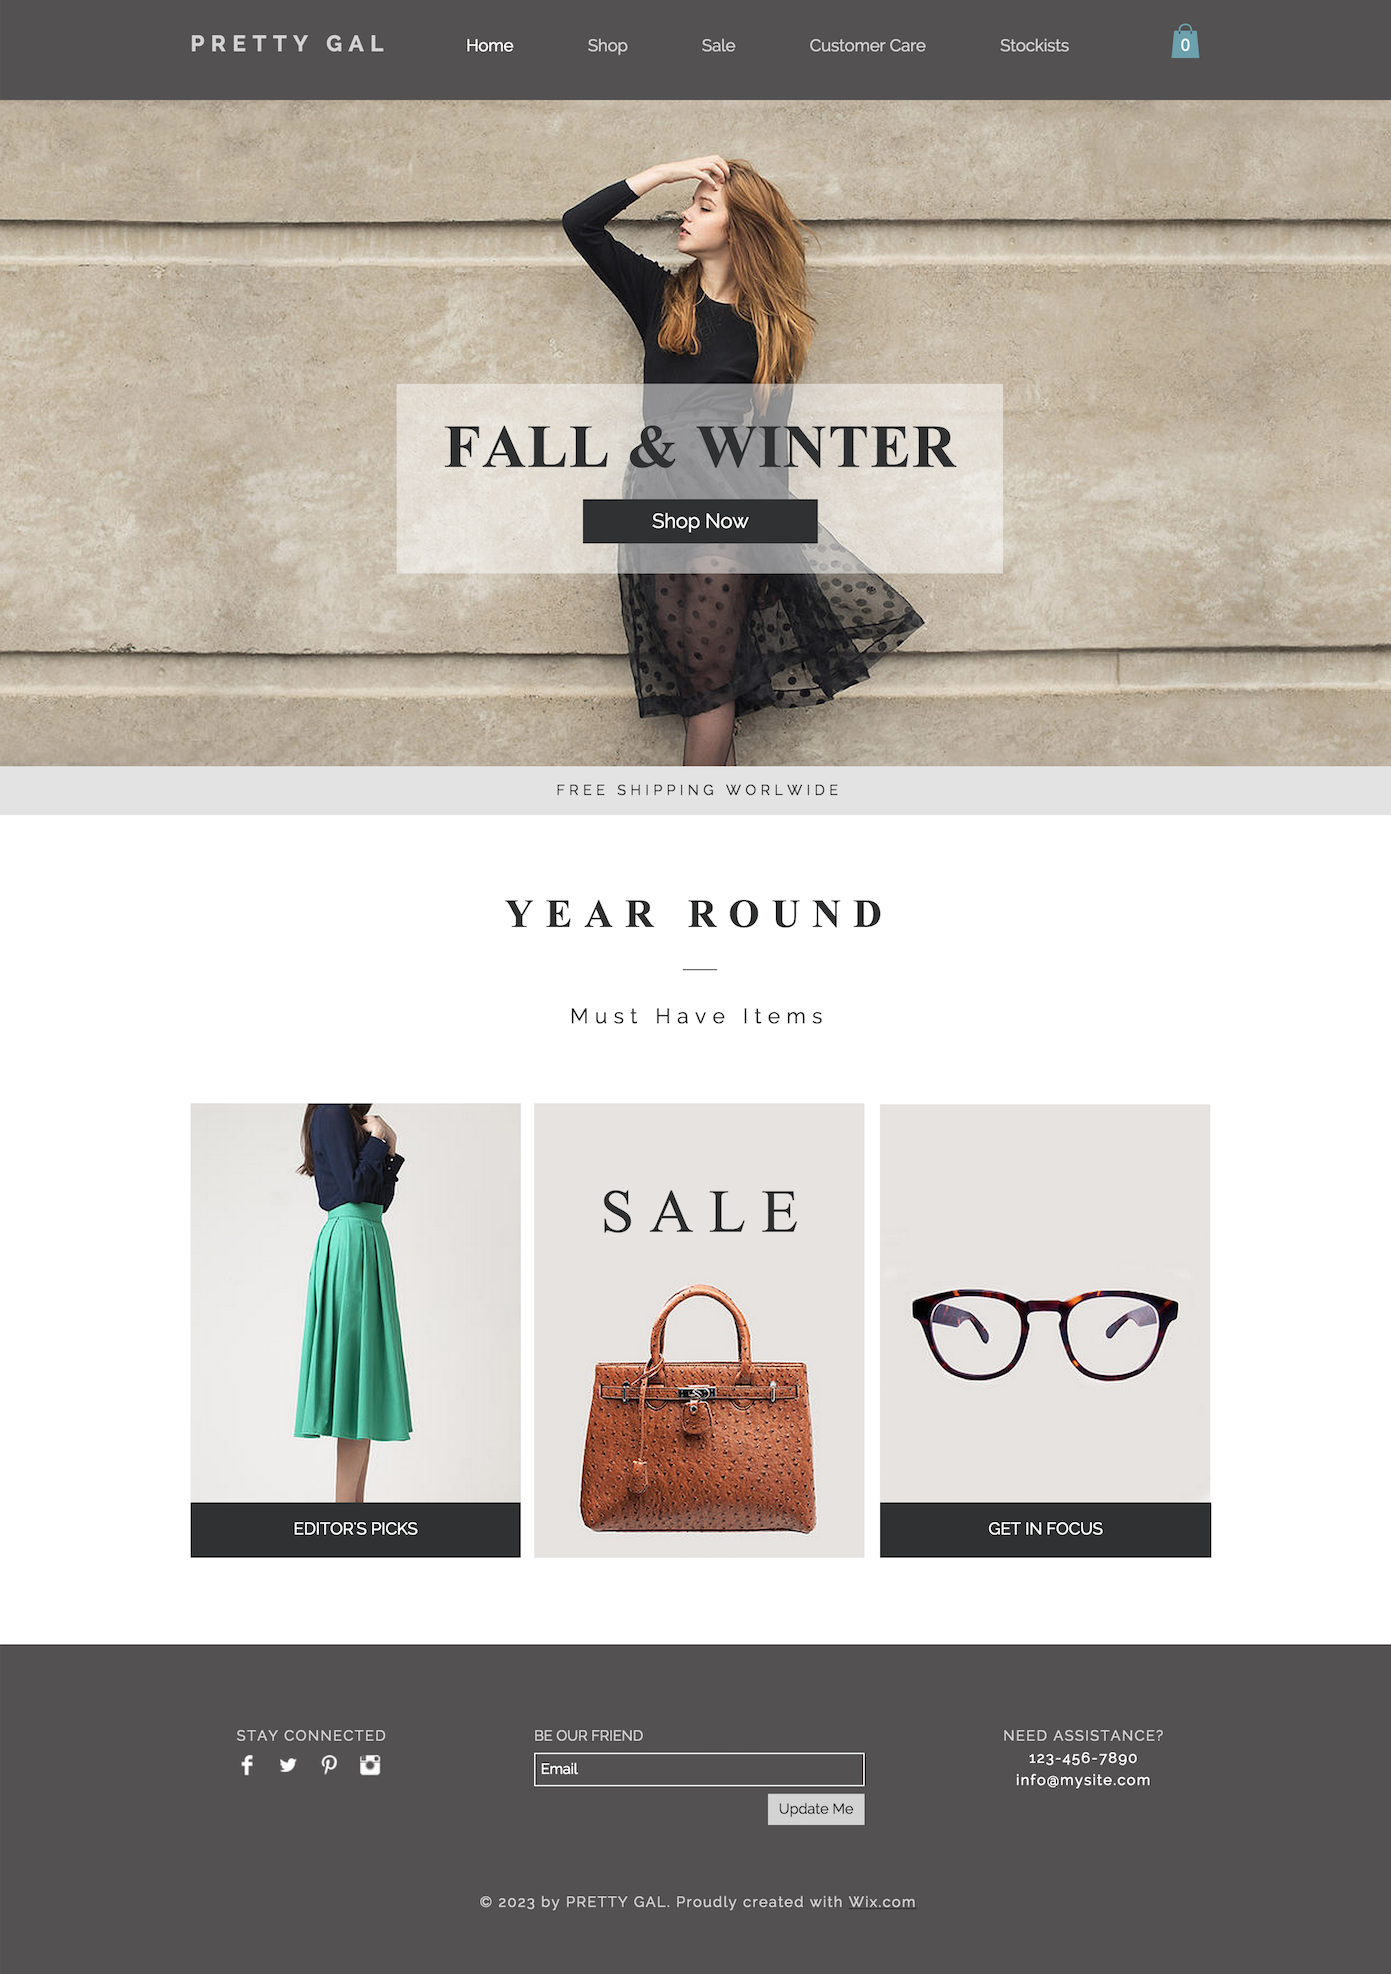 PRETTY GAL
Home
Shop
Sale
Customer Care
Stockists
0
FALL & WINTER
Shop Now
FREE SHIPPING WORLWIDE
YEAR ROUND
Must Have Items
SALE
EDITOR'S PICKS
GET IN FOCUS
STAY CONNECTED
BE OUR FRIEND
Email
Update Me
NEED ASSISTANCE?
123-456-7890
info@mysite.com
© 2023 by PRETTY GAL. Proudly created with Wix.com